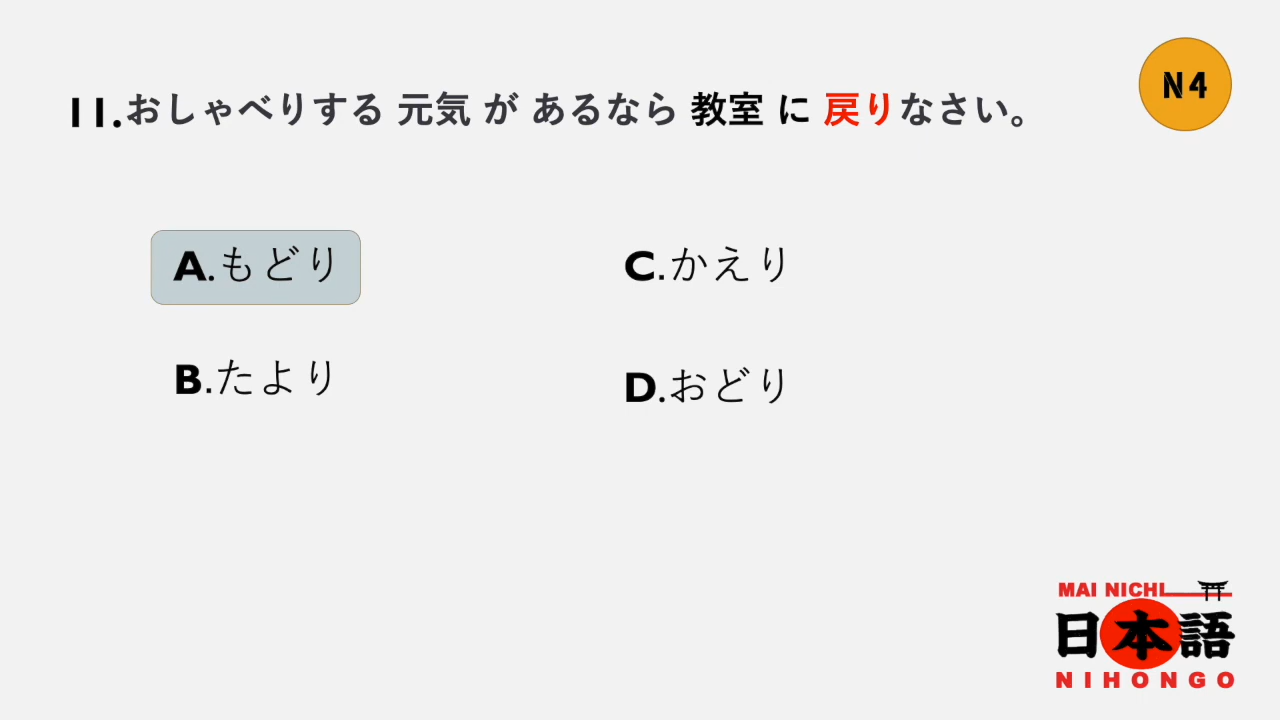 11.おしゃべりする 元気 が あるなら 教室 に 戻りなさい。
N4
A.もどり
C.かえり
B.たより
D.おどり
MAI NICHI
日本語
NIHONGO